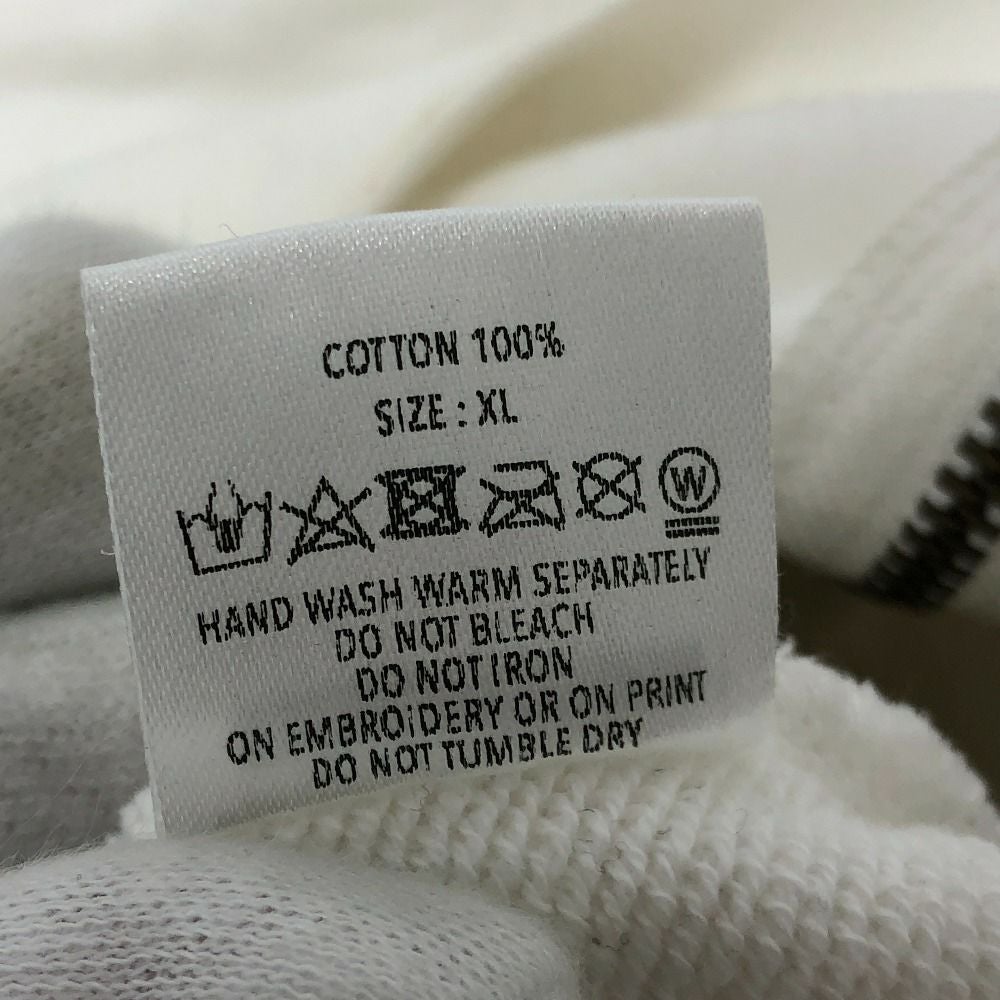 COTTON 100%
SIZE : XL
W
HAND WASH WARM SEPARATELY
DO NOT BLEACH
DO NOT IRON
ON EMBROIDERY OR ON PRINT
DO NOT TUMBLE DRY